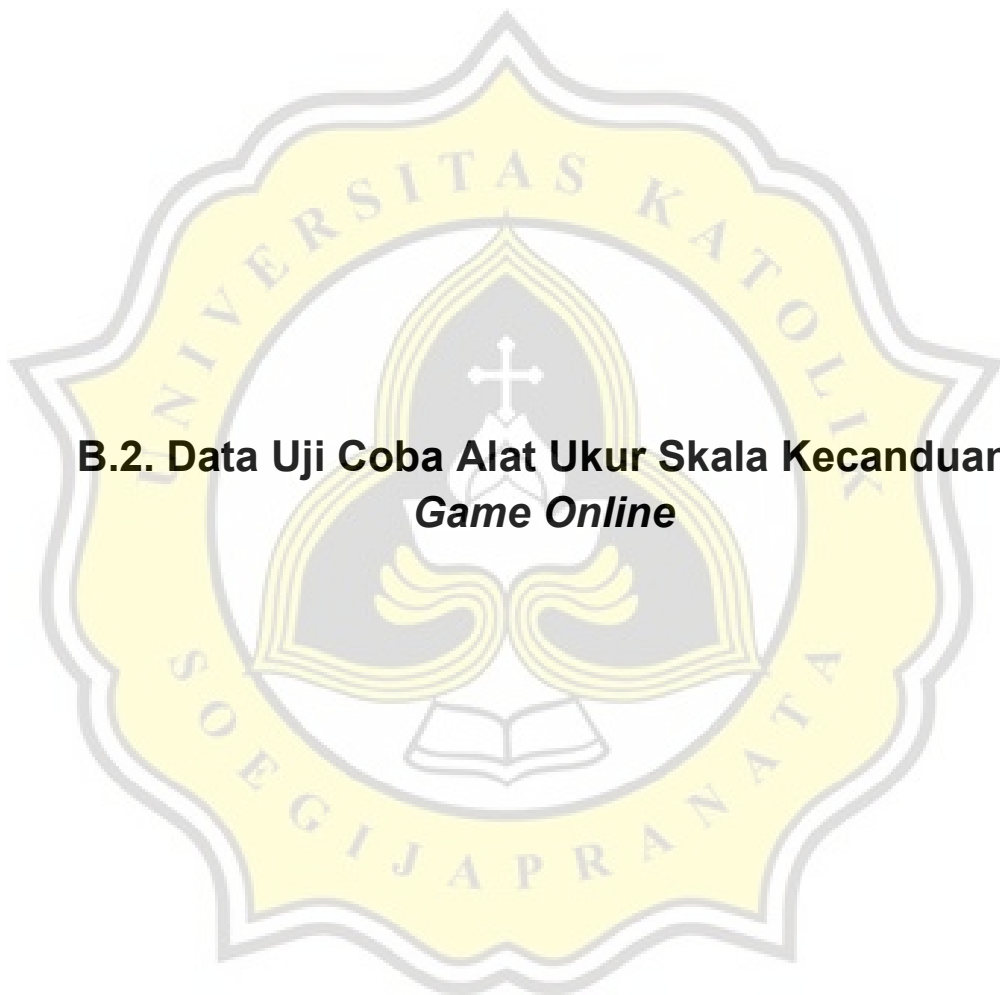 UNIVERSITAS KATOLIK
B.2. Data Uji Coba Alat Ukur Skala Kecanduan
Game Online
SOEGIJAPRANATA